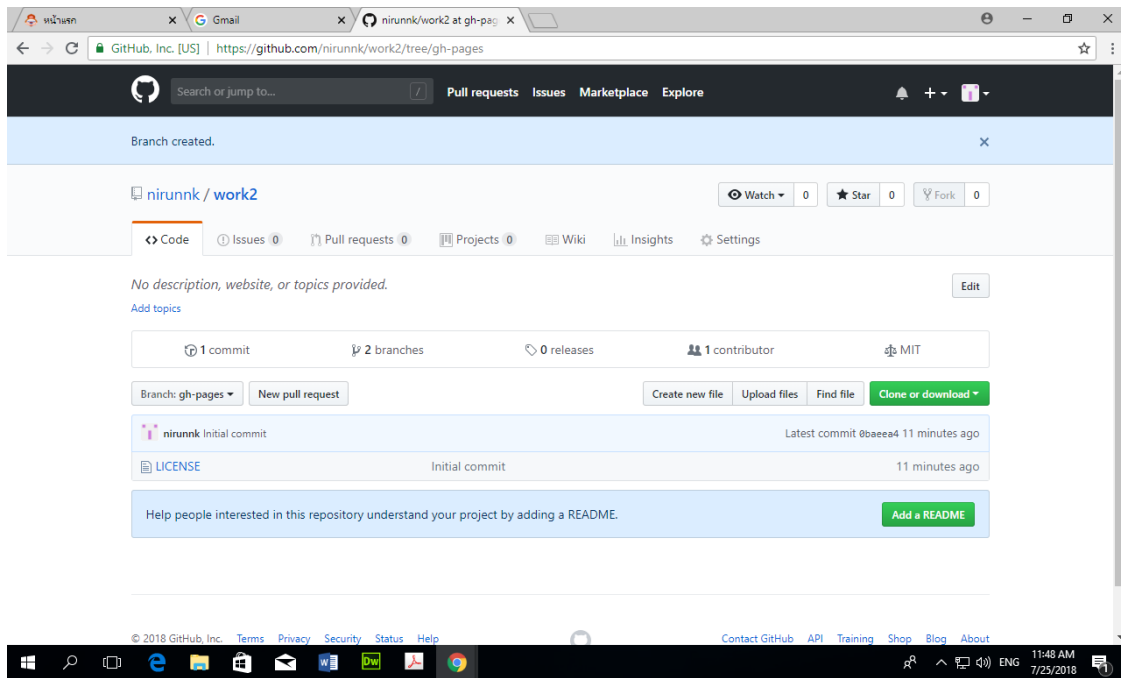 หน้าแรก Gmail nirunnk/work2 at gh-pag
GitHub, Inc. [US] | https://github.com/nirunnk/work2/tree/gh-pages
Search or jump to... / Pull requests Issues Marketplace Explore
Branch created.
nirunnk / work2 Watch 0 Star 0 Fork 0
Code Issues 0 Pull requests 0 Projects 0 Wiki Insights Settings
No description, website, or topics provided. Edit
Add topics
1 commit 2 branches 0 releases 1 contributor MIT
Branch: gh-pages New pull request Create new file Upload files Find file Clone or download
nirunnk Initial commit Latest commit 0baeea4 11 minutes ago
LICENSE Initial commit 11 minutes ago
Help people interested in this repository understand your project by adding a README. Add a README
© 2018 GitHub, Inc. Terms Privacy Security Status Help Contact GitHub API Training Shop Blog About
Dw ENG 11:48 AM
7/25/2018 1